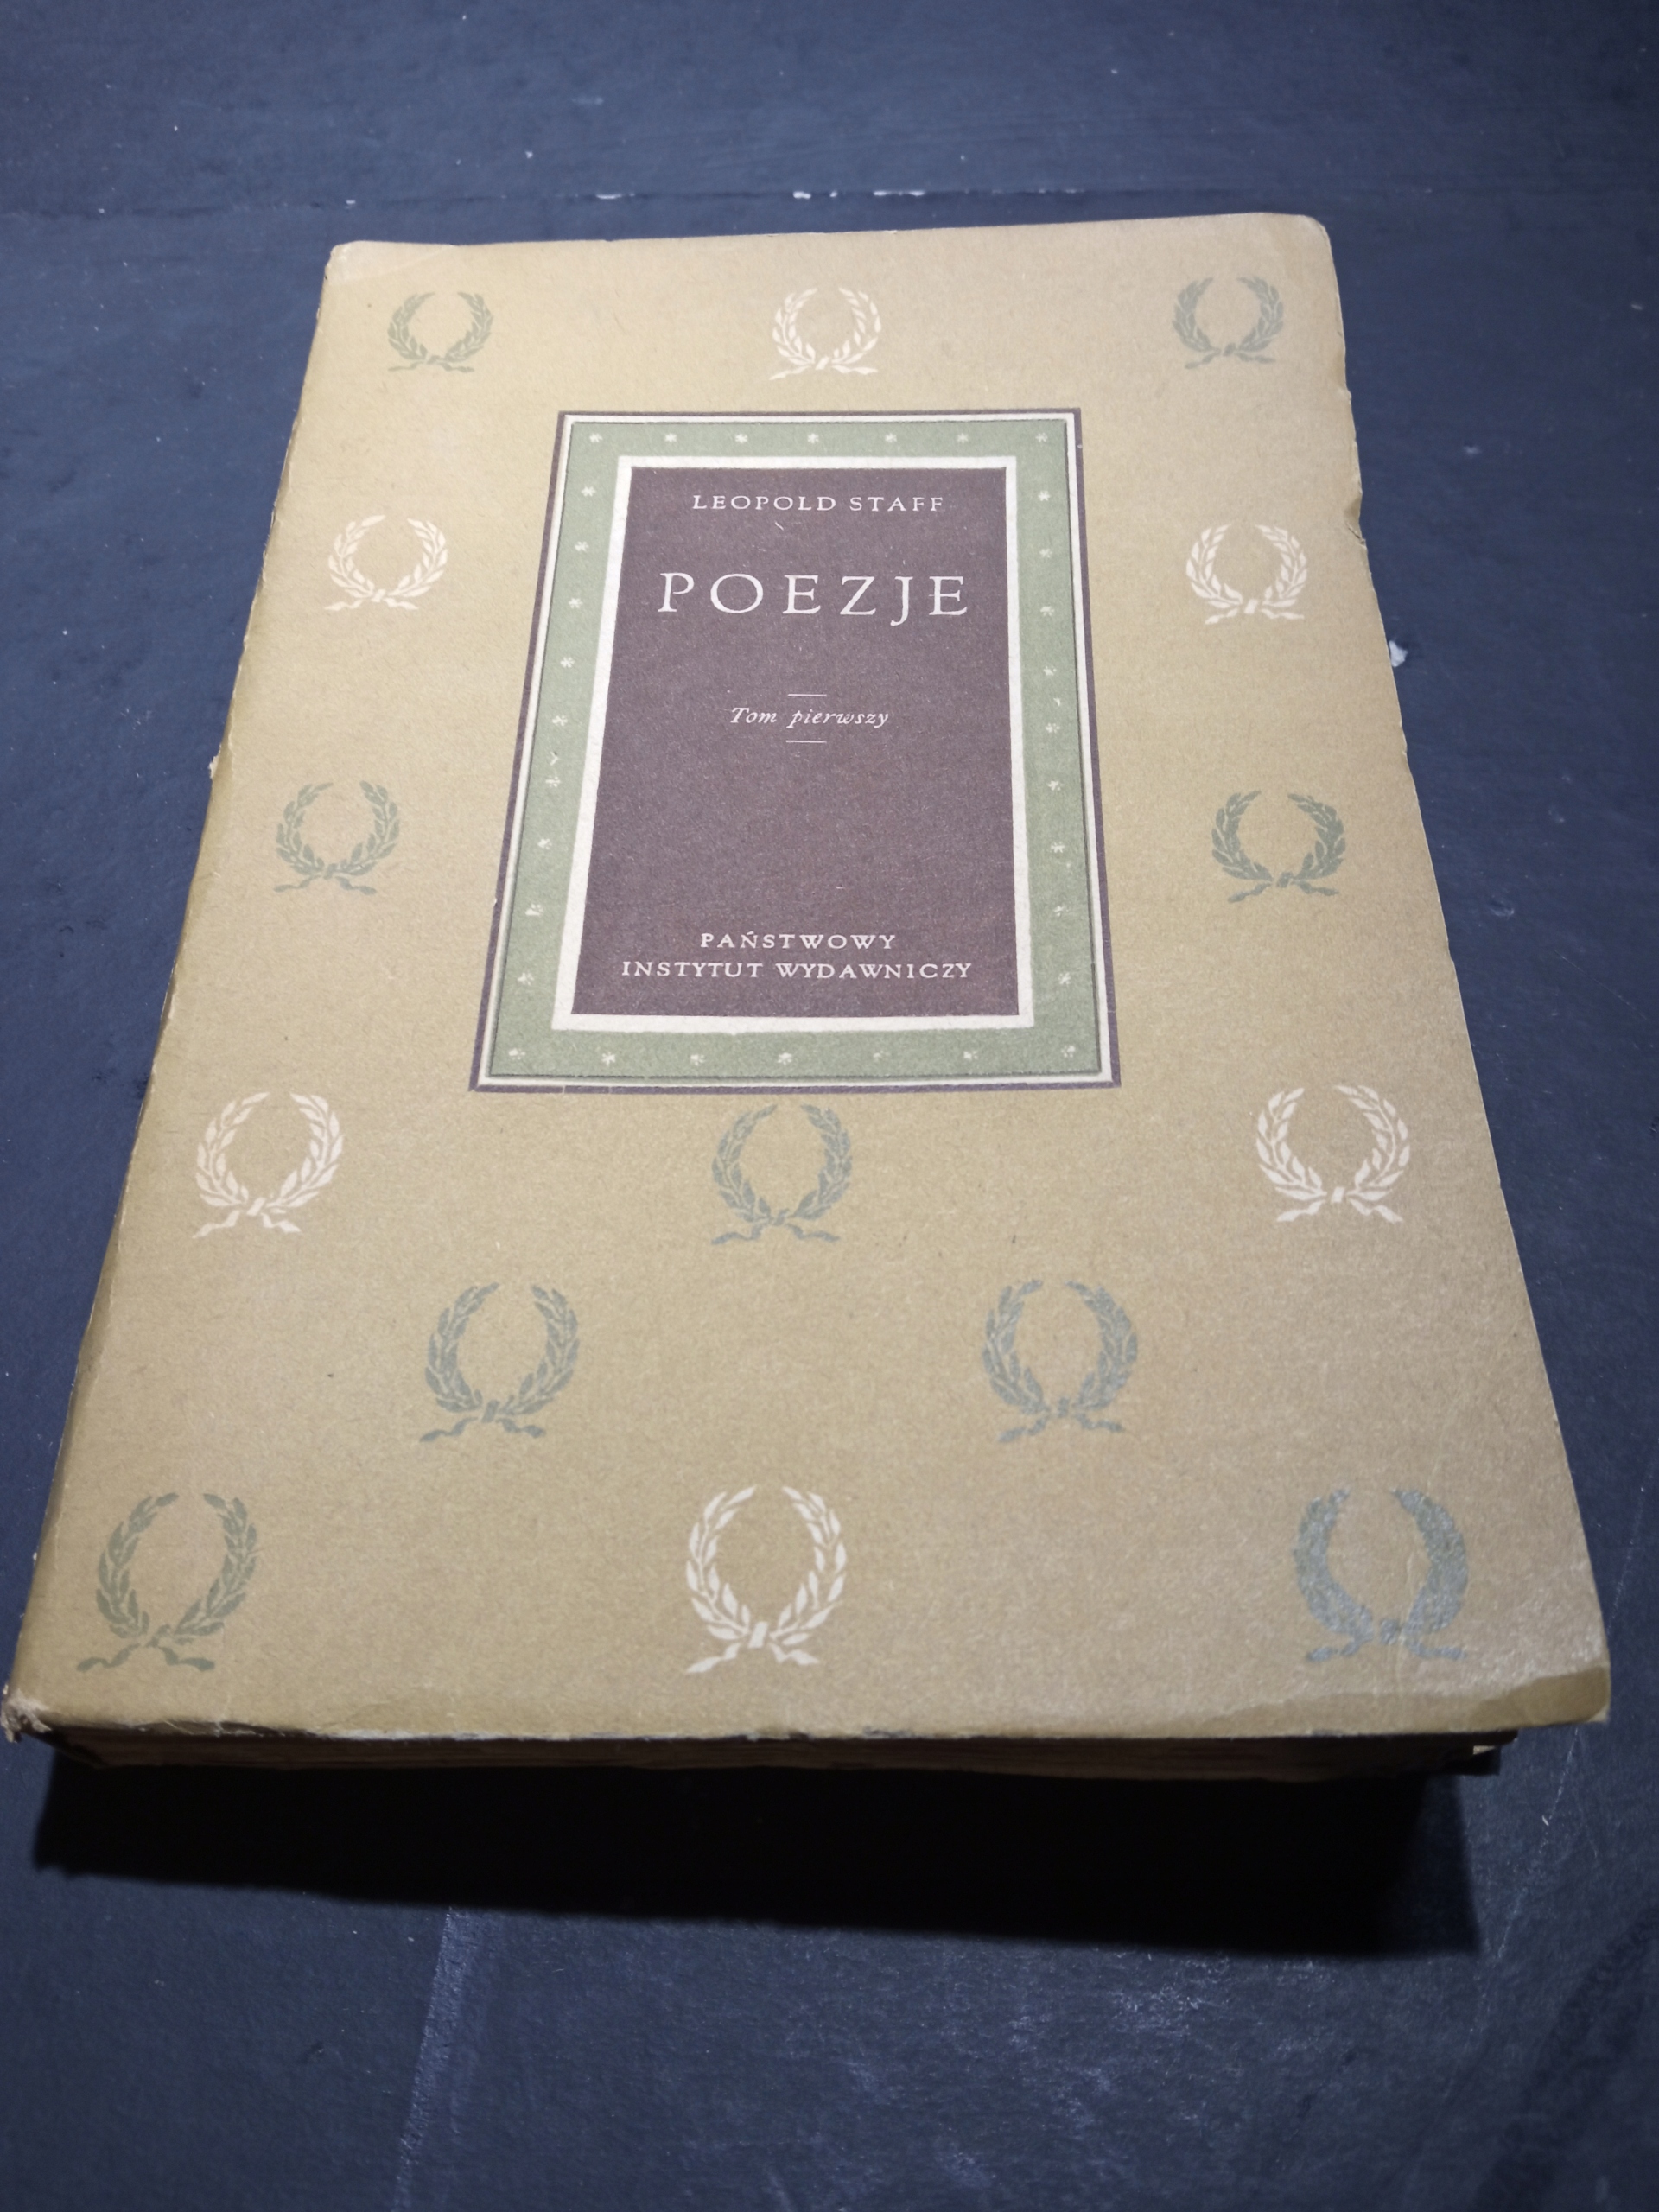 LEOPOLD STAFF
POEZJE
Tom pierwszy
PAŃSTWOWY
INSTYTUT WYDAWNICZY